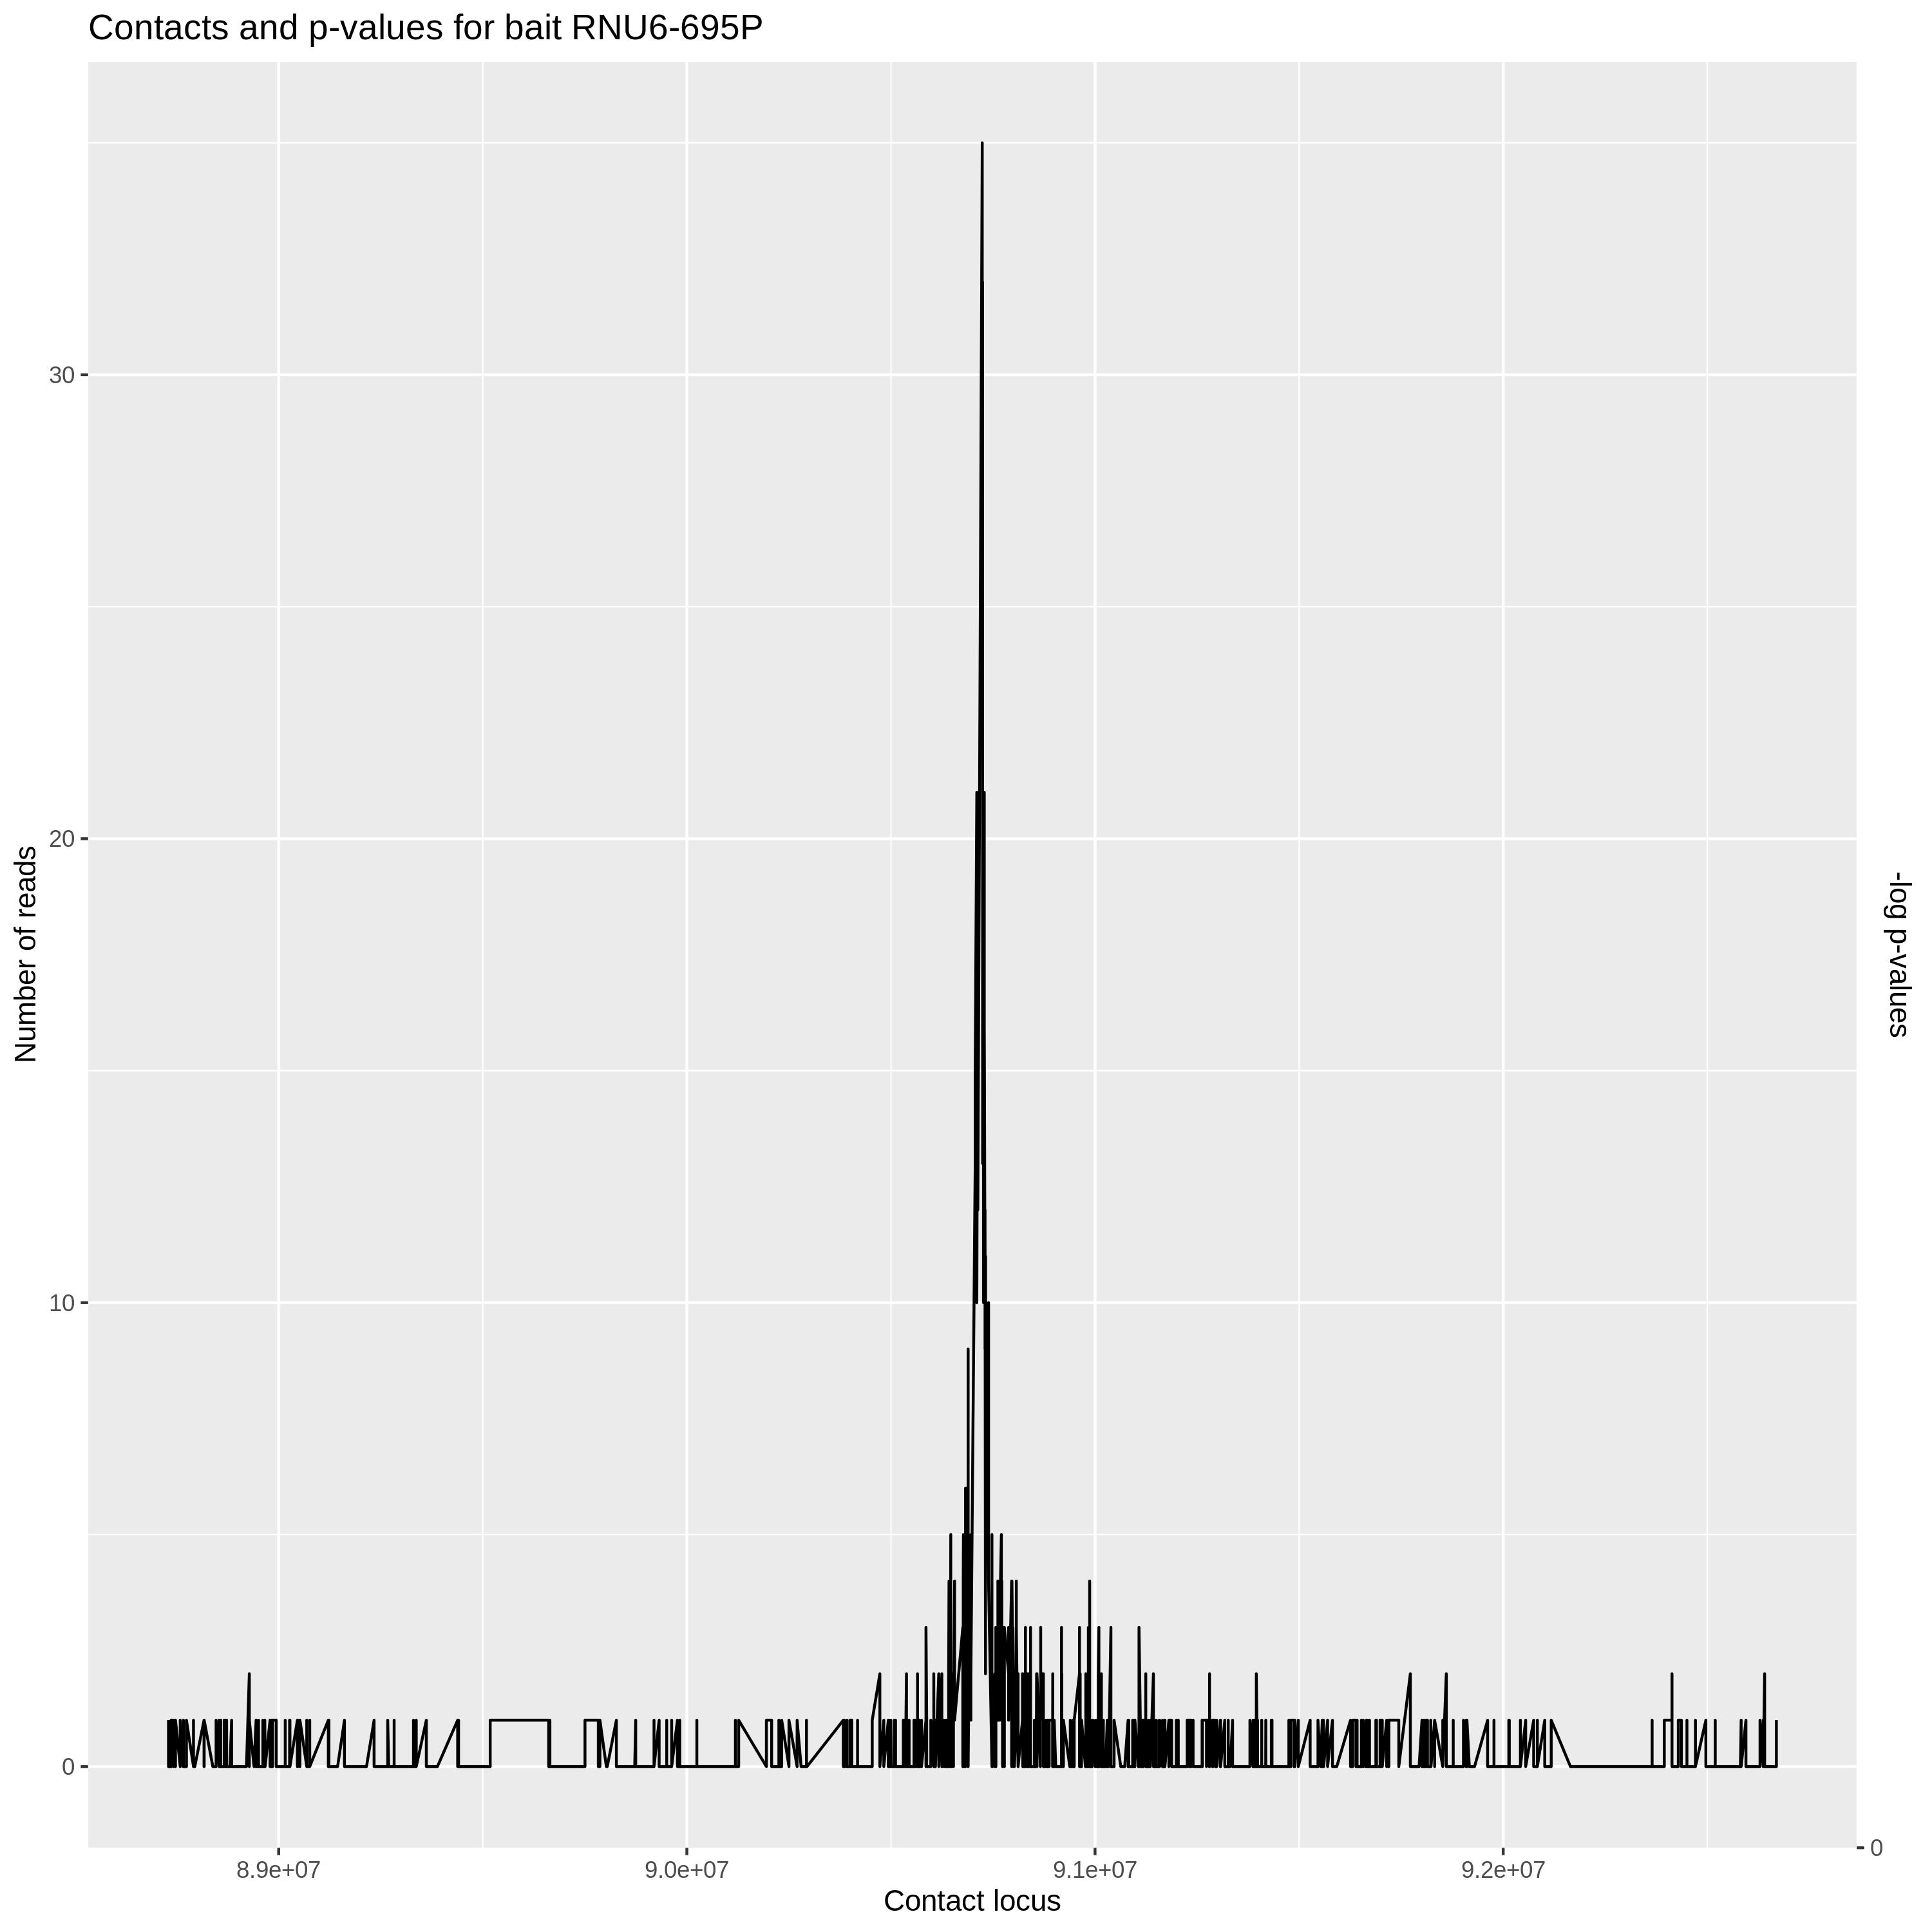 Contacts and p-values for bait RNU6-695P
30
20
10
0
Number of reads
-log p-values
0
8.9e+07
9.0e+07
9.1e+07
9.2e+07
Contact locus